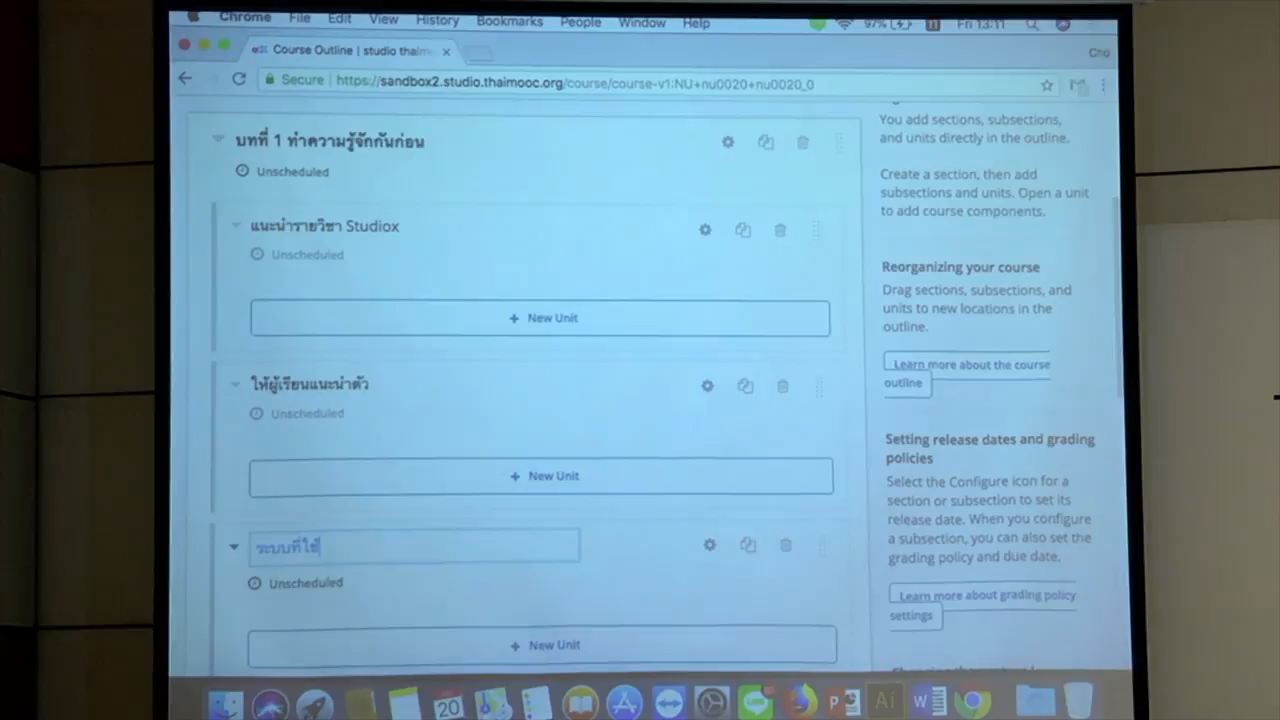 Chrome File Edit View History Bookmarks People Window Help 97% Fri 13:11
Course Outline | studio thaim Cho
Secure https://sandbox2.studio.thaimooc.org/course/course-v1:NU+nu0020+nu0020_0
บทที่ 1 ทำความรู้จักกันก่อน
Unscheduled
แนะนำรายวิชา Studiox
Unscheduled
+ New Unit
ให้ผู้เรียนแนะนำตัว
Unscheduled
+ New Unit
ระบบที่ใช้
Unscheduled
+ New Unit
You add sections, subsections,
and units directly in the outline.
Create a section, then add
subsections and units. Open a unit
to add course components.
Reorganizing your course
Drag sections, subsections, and
units to new locations in the
outline.
Learn more about the course
outline
Setting release dates and grading
policies
Select the Configure icon for a
section or subsection to set its
release date. When you configure
a subsection, you can also set the
grading policy and due date.
Learn more about grading policy
settings
20
LINE
P
Ai
W